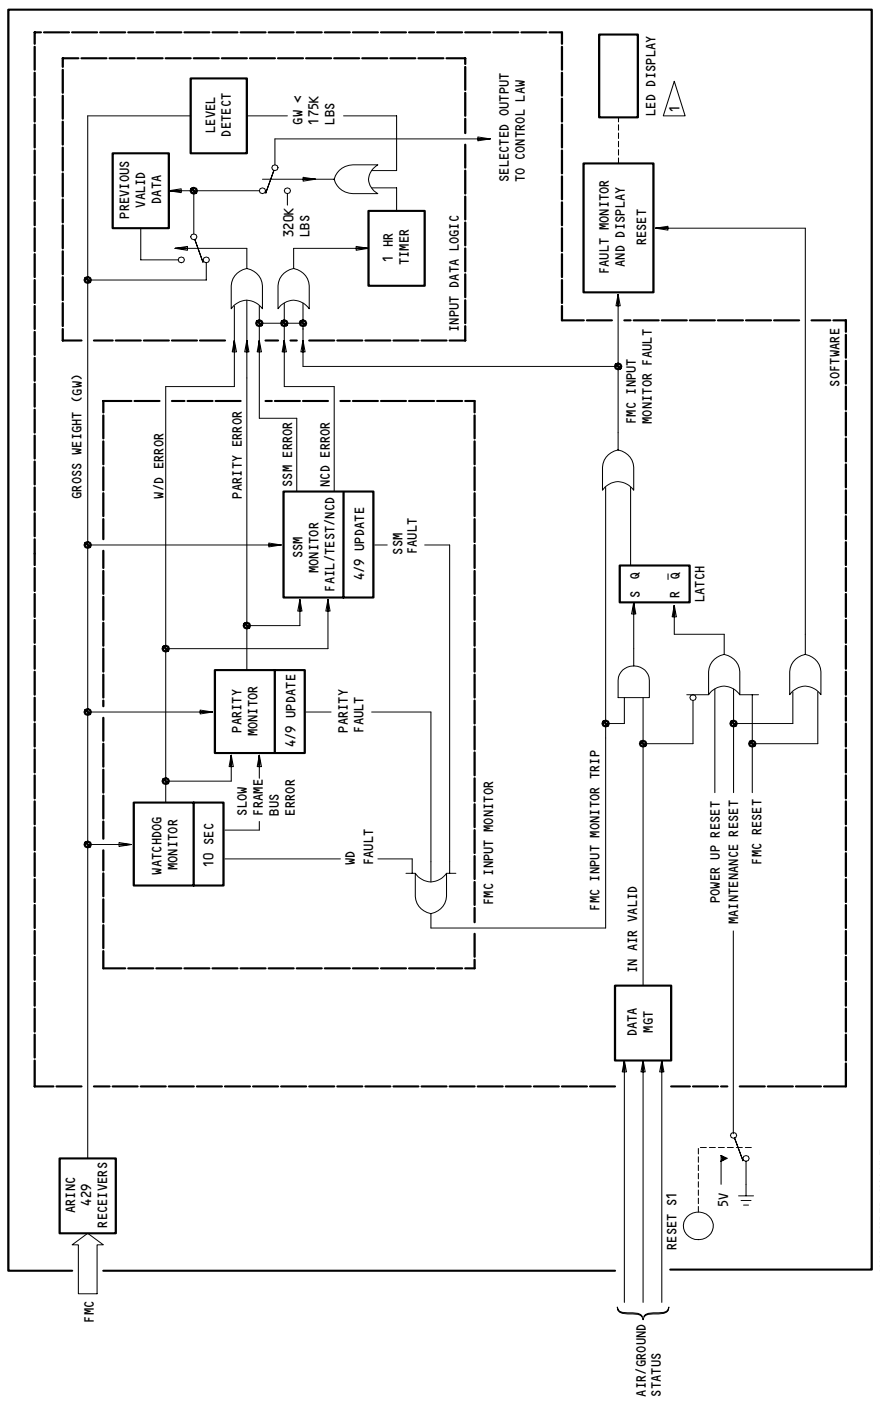 FMC
ARINC
429
RECEIVERS
GROSS WEIGHT (GW)
WATCHDOG
MONITOR
10 SEC
W/D ERROR
SLOW
FRAME
BUS
ERROR
WD
FAULT
PARITY
MONITOR
4/9 UPDATE
PARITY ERROR
PARITY
FAULT
SSM
MONITOR
FAIL/TEST/NCD
4/9 UPDATE
SSM ERROR
NCD ERROR
SSM
FAULT
FMC INPUT MONITOR
PREVIOUS
VALID
DATA
LEVEL
DETECT
GW <
175K
LBS
320K
LBS
1 HR
TIMER
INPUT DATA LOGIC
SELECTED OUTPUT
TO CONTROL LAW
AIR/GROUND
STATUS
DATA
MGT
IN AIR VALID
FMC INPUT MONITOR TRIP
RESET S1
5V
POWER UP RESET
MAINTENANCE RESET
FMC RESET
S Q
R Q̅
LATCH
FMC INPUT
MONITOR FAULT
SOFTWARE
FAULT MONITOR
AND DISPLAY
RESET
LED DISPLAY
1